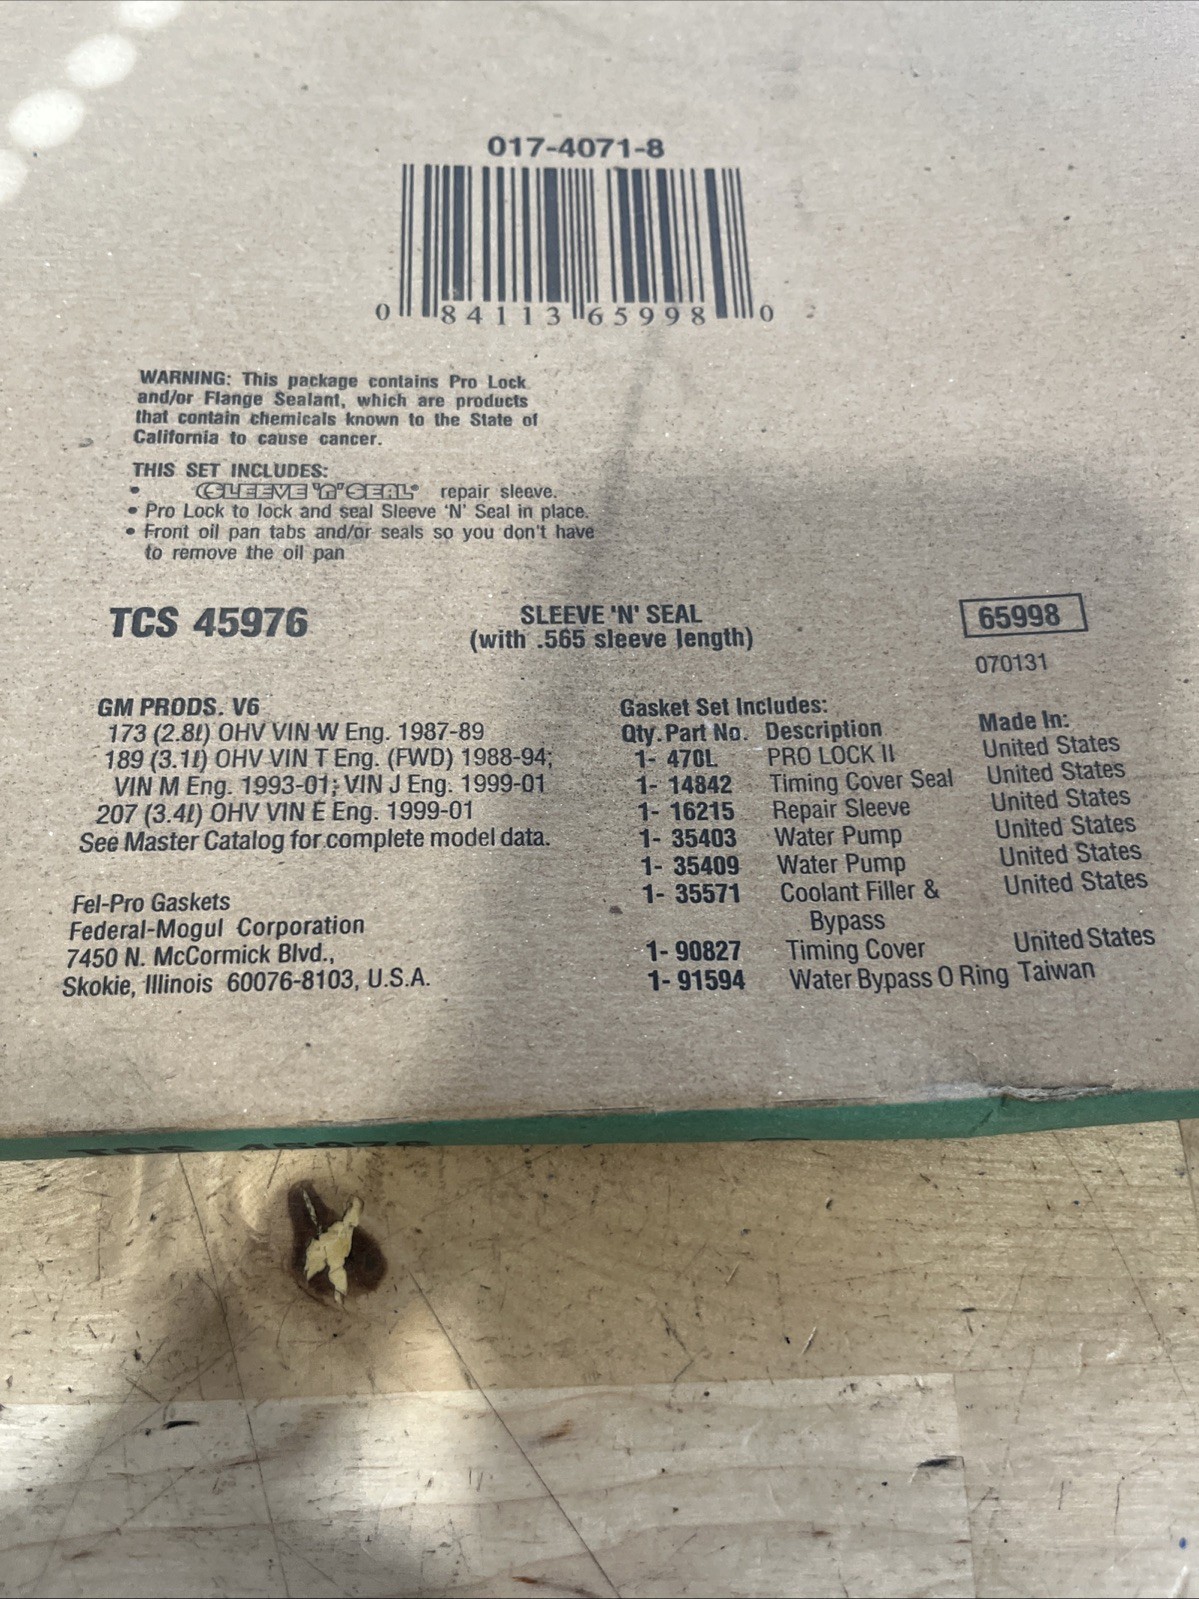 017-4071-8
0 84113 65998 0
WARNING: This package contains Pro Lock
and/or Flange Sealant, which are products
that contain chemicals known to the State of
California to cause cancer.
THIS SET INCLUDES:
• SLEEVE 'n' SEAL® repair sleeve.
• Pro Lock to lock and seal Sleeve 'N' Seal in place.
• Front oil pan tabs and/or seals so you don't have
to remove the oil pan
TCS 45976
SLEEVE 'N' SEAL
(with .565 sleeve length)
65998
070131
GM PRODS. V6
173 (2.8ℓ) OHV VIN W Eng. 1987-89
189 (3.1ℓ) OHV VIN T Eng. (FWD) 1988-94;
VIN M Eng. 1993-01; VIN J Eng. 1999-01
207 (3.4ℓ) OHV VIN E Eng. 1999-01
See Master Catalog for complete model data.
Fel-Pro Gaskets
Federal-Mogul Corporation
7450 N. McCormick Blvd.,
Skokie, Illinois 60076-8103, U.S.A.
Gasket Set Includes:
Qty. Part No. Description Made In:
1- 470L PRO LOCK II United States
1- 14842 Timing Cover Seal United States
1- 16215 Repair Sleeve United States
1- 35403 Water Pump United States
1- 35409 Water Pump United States
1- 35571 Coolant Filler & United States
Bypass
1- 90827 Timing Cover United States
1- 91594 Water Bypass O Ring Taiwan
TCS 45976